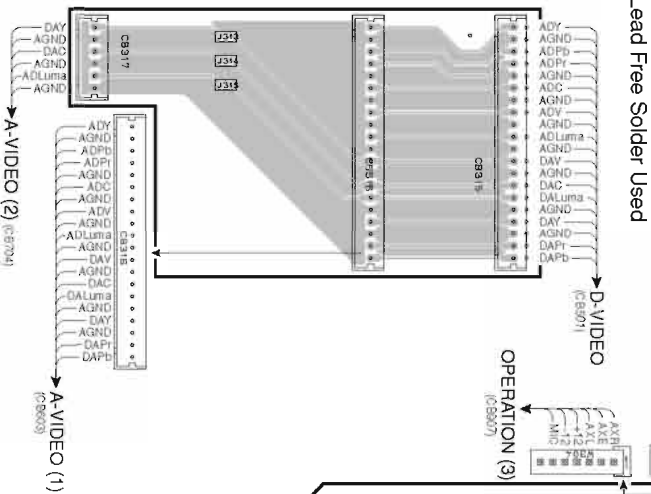 Lead Free Solder Used
DAY
AGND
DAC
AGND
ADLuma
AGND
CB317
A-VIDEO (2) (CB704)
J313
J314
J315
ADY
AGND
ADPb
ADPr
AGND
ADC
AGND
ADV
AGND
ADLuma
AGND
DAV
AGND
DAC
DALuma
AGND
DAY
AGND
DAPr
DAPb
CB316
A-VIDEO (1)
(CB603)
CB315
ADY
AGND
ADPb
ADPr
AGND
ADC
AGND
ADV
AGND
ADLuma
AGND
DAV
AGND
DAC
DALuma
AGND
DAY
AGND
DAPr
DAPb
D-VIDEO
(CB501)
OPERATION (3)
(CB907)
AXE
AXL
+12
-12
MIC
W304